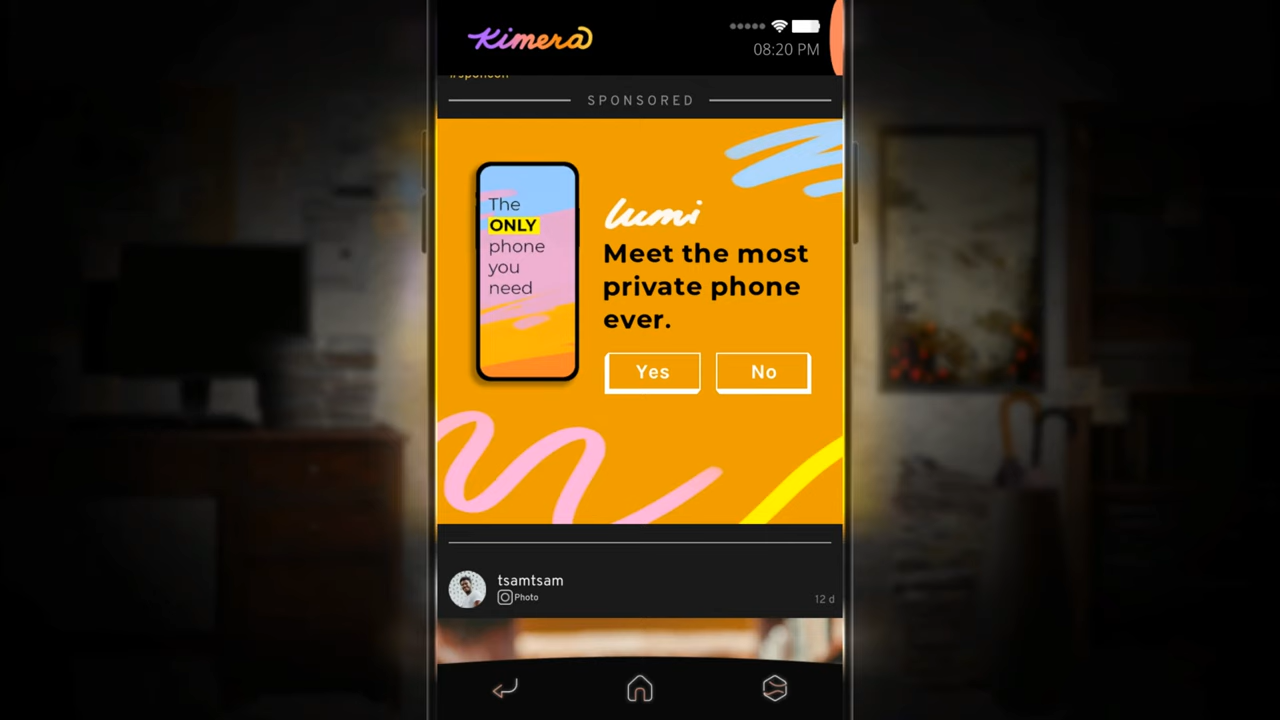 Kimera
08:20 PM
#sponcon
SPONSORED
The
ONLY
phone
you
need
lumi
Meet the most
private phone
ever.
Yes
No
tsamtsam
Photo
12 d